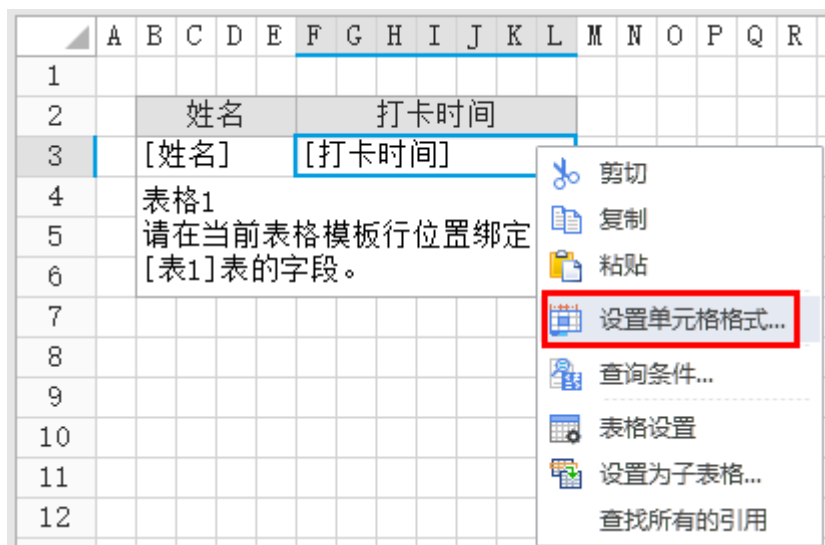 A B C D E F G H I J K L M N O P Q R
1
2 姓名 打卡时间
3 [姓名] [打卡时间]
4 表格1
5 请在当前表格模板行位置绑定
6 [表1]表的字段。
7
8
9
10
11
12
剪切
复制
粘贴
设置单元格格式...
查询条件...
表格设置
设置为子表格...
查找所有的引用